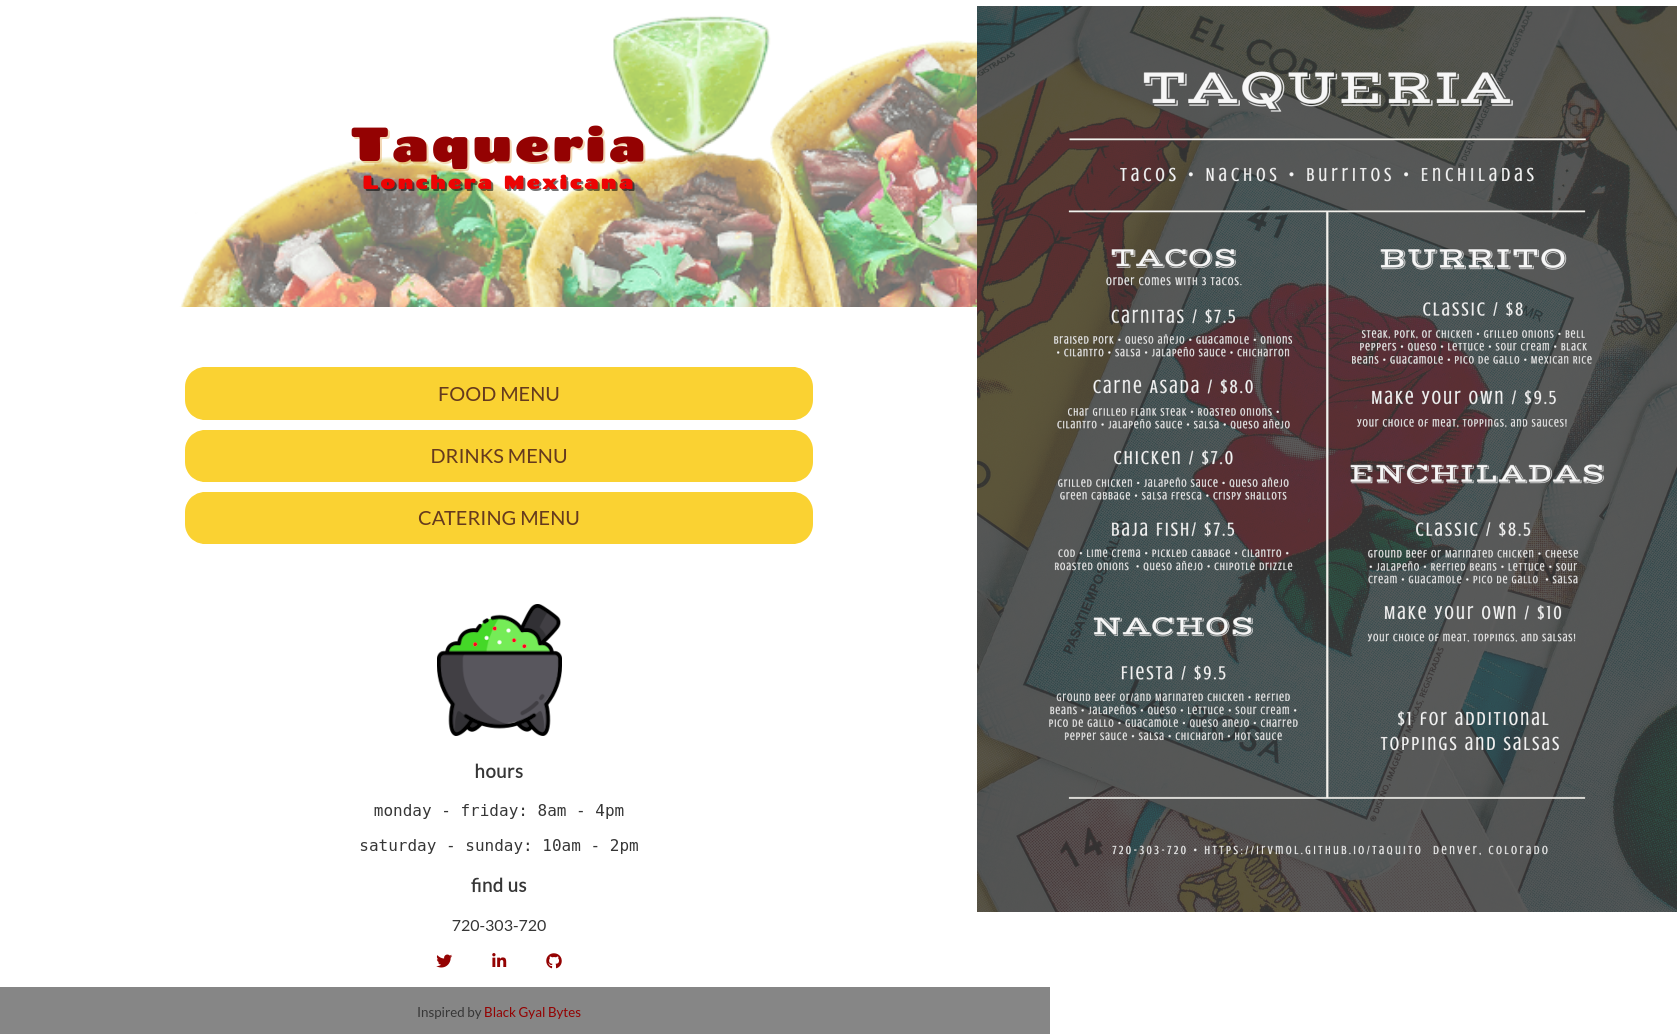 Taqueria
Lonchera Mexicana
FOOD MENU
DRINKS MENU
CATERING MENU
hours
monday - friday: 8am - 4pm
saturday - sunday: 10am - 2pm
find us
720-303-720
Inspired by Black Gyal Bytes
EL CORAZON
TAQUERIA
Tacos • Nachos • Burritos • Enchiladas
TACOS
Order comes with 3 tacos.
Carnitas / $7.5
Braised Pork • Queso añejo • Guacamole • Onions
• Cilantro • Salsa • Jalapeño Sauce • Chicharron
Carne Asada / $8.0
Char Grilled Flank Steak • Roasted Onions •
Cilantro • Jalapeño Sauce • Salsa • Queso añejo
Chicken / $7.0
Grilled Chicken • Jalapeño Sauce • Queso añejo
Green Cabbage • Salsa Fresca • Crispy Shallots
Baja Fish/ $7.5
Cod • Lime Crema • Pickled Cabbage • Cilantro •
Roasted Onions • Queso añejo • Chipotle Drizzle
NACHOS
Fiesta / $9.5
Ground Beef or/and Marinated Chicken • Refried
Beans • Jalapeños • Queso • Lettuce • Sour Cream •
Pico de Gallo • Guacamole • Queso anejo • Charred
Pepper Sauce • Salsa • Chicharon • Hot Sauce
BURRITO
Classic / $8
Steak, Pork, or Chicken • Grilled Onions • Bell
Peppers • Queso • Lettuce • Sour Cream • Black
Beans • Guacamole • Pico de Gallo • Mexican Rice
Make your own / $9.5
Your choice of meat, toppings, and sauces!
ENCHILADAS
Classic / $8.5
Ground Beef or Marinated Chicken • Cheese
• Jalapeño • Refried Beans • Lettuce • Sour
Cream • Guacamole • Pico de Gallo • Salsa
Make your own / $10
Your choice of meat, toppings, and salsas!
$1 for additional
toppings and salsas
720-303-720 • https://irvmol.github.io/taquito Denver, Colorado
41
PASATIEMPOS
14